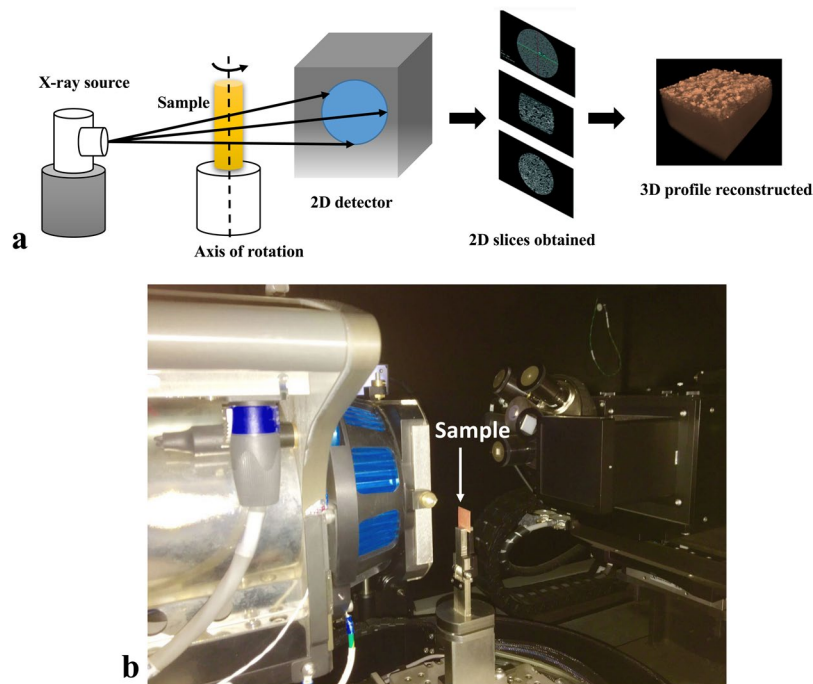 X-ray source
Sample
2D detector
Axis of rotation
2D slices obtained
3D profile reconstructed
a
Sample
b